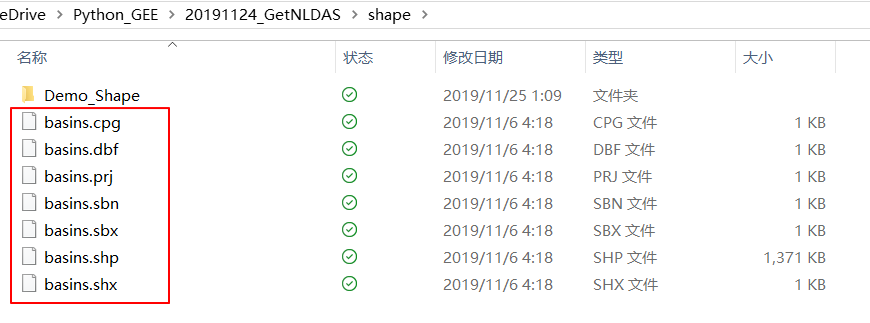 eDrive > Python_GEE > 20191124_GetNLDAS > shape >
名称 状态 修改日期 类型 大小
Demo_Shape 2019/11/25 1:09 文件夹
basins.cpg 2019/11/6 4:18 CPG 文件 1 KB
basins.dbf 2019/11/6 4:18 DBF 文件 1 KB
basins.prj 2019/11/6 4:18 PRJ 文件 1 KB
basins.sbn 2019/11/6 4:18 SBN 文件 1 KB
basins.sbx 2019/11/6 4:18 SBX 文件 1 KB
basins.shp 2019/11/6 4:18 SHP 文件 1,371 KB
basins.shx 2019/11/6 4:18 SHX 文件 1 KB